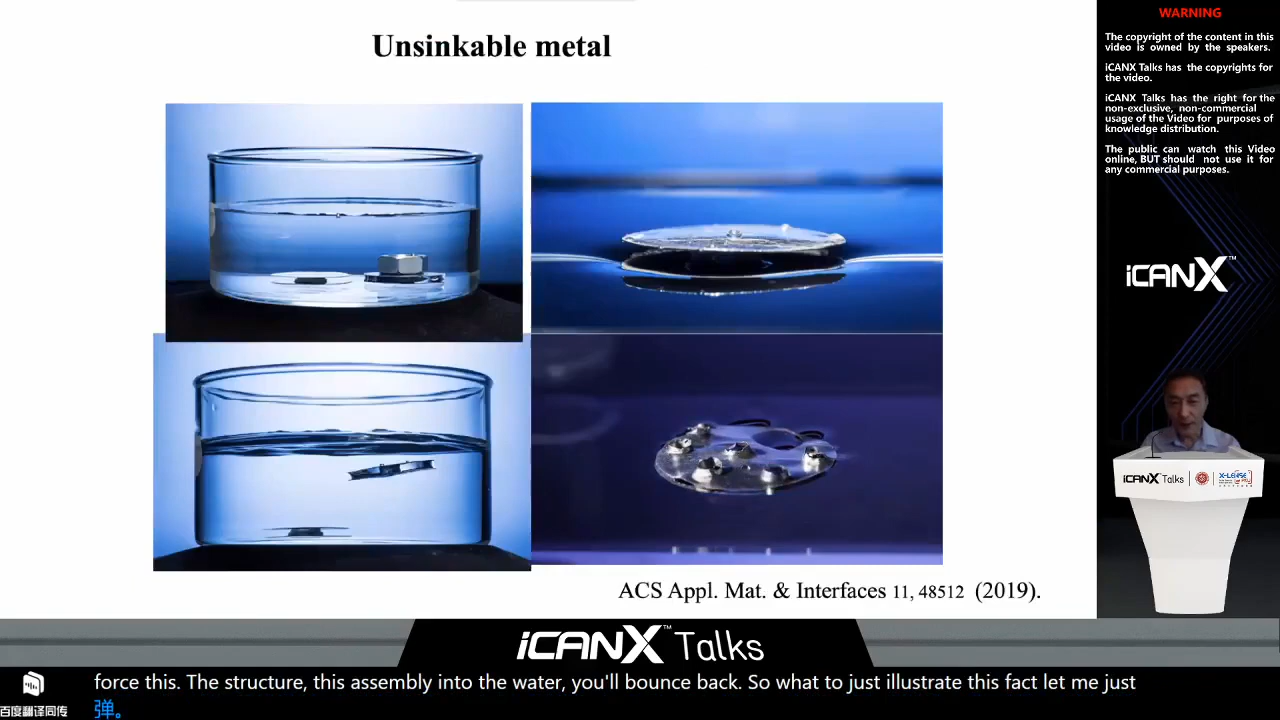 Unsinkable metal
ACS Appl. Mat. & Interfaces 11, 48512 (2019).
WARNING
The copyright of the content in this
video is owned by the speakers.
iCANX Talks has the copyrights for
the video.
iCANX Talks has the right for the
non-exclusive, non-commercial
usage of the Video for purposes of
knowledge distribution.
The public can watch this Video
online, BUT should not use it for
any commercial purposes.
iCANX™
iCANX Talks
X-LENSE
iCANX™ Talks
force this. The structure, this assembly into the water, you'll bounce back. So what to just illustrate this fact let me just
弹。
百度翻译同传